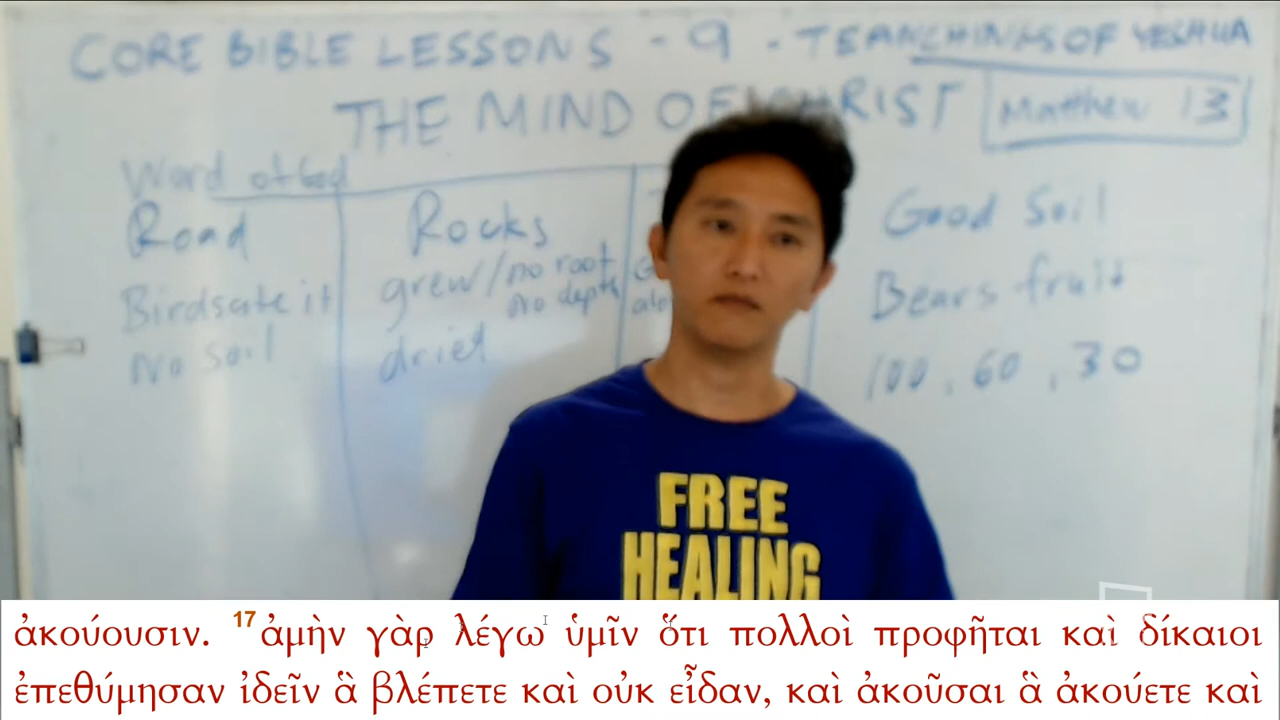 CORE BIBLE LESSONS - 9 - TEACHINGS OF YESHUA
THE MIND OF CHRIST Matthew 13
Word of God
Road Rocks Good Soil
Birds ate it grew/no root Bears fruit
no depth
no soil dried 100, 60, 30
FREE
HEALING
ἀκούουσιν. 17 ἀμὴν γὰρ λέγω ὑμῖν ὅτι πολλοὶ προφῆται καὶ δίκαιοι
ἐπεθύμησαν ἰδεῖν ἃ βλέπετε καὶ οὐκ εἶδαν, καὶ ἀκοῦσαι ἃ ἀκούετε καὶ